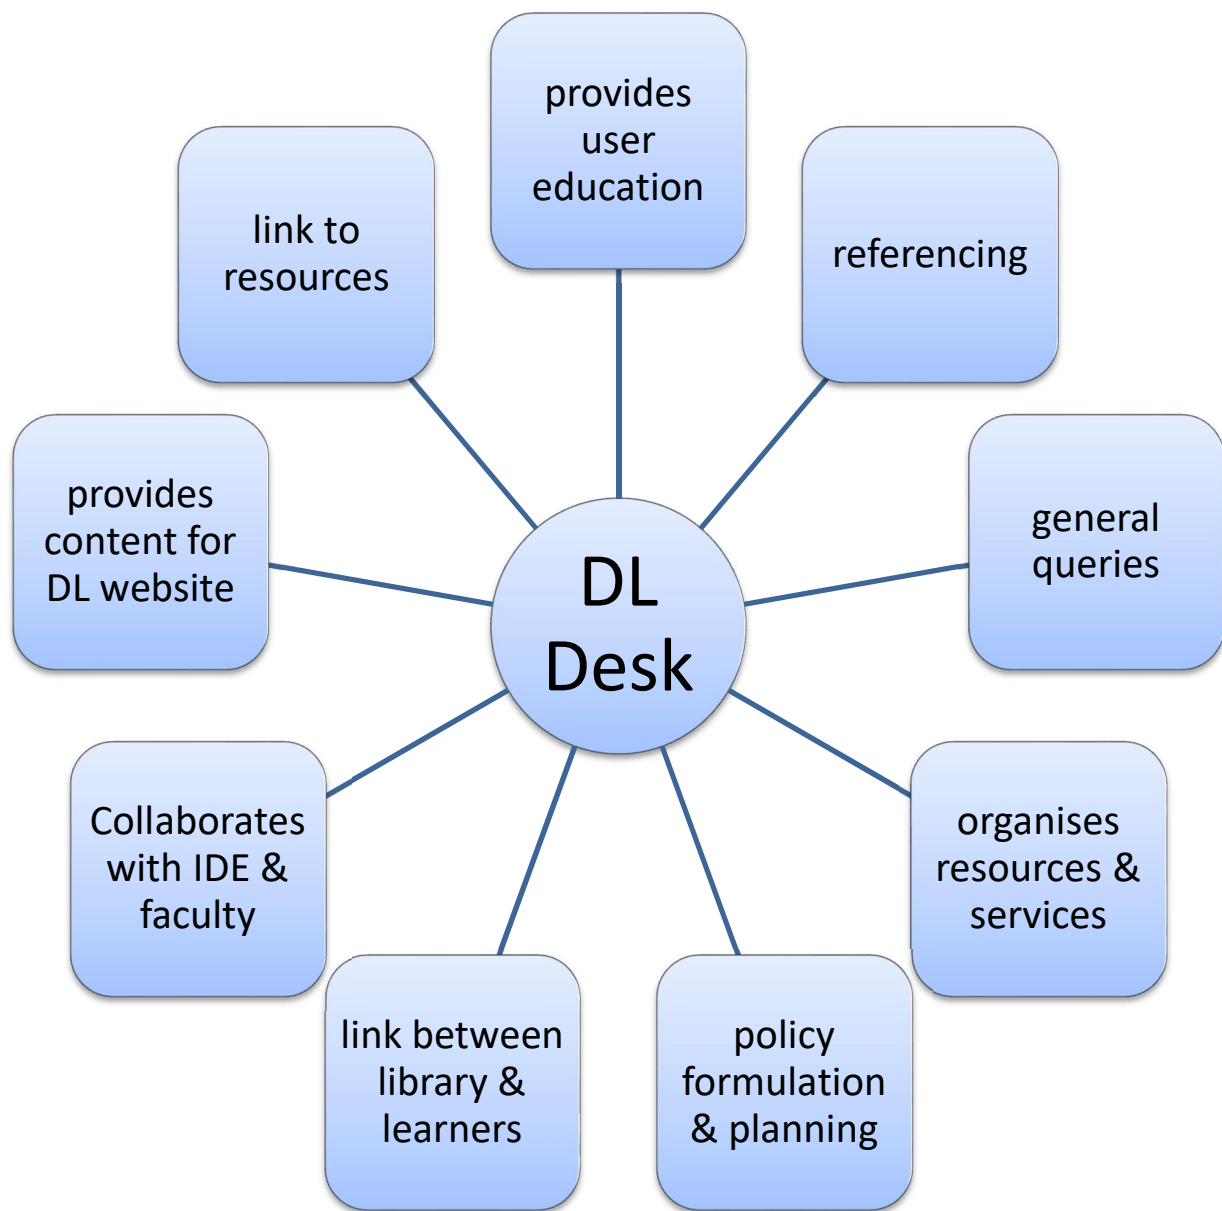 provides
user
education
referencing
general
queries
organises
resources &
services
policy
formulation
& planning
link between
library &
learners
Collaborates
with IDE &
faculty
provides
content for
DL website
link to
resources
DL
Desk